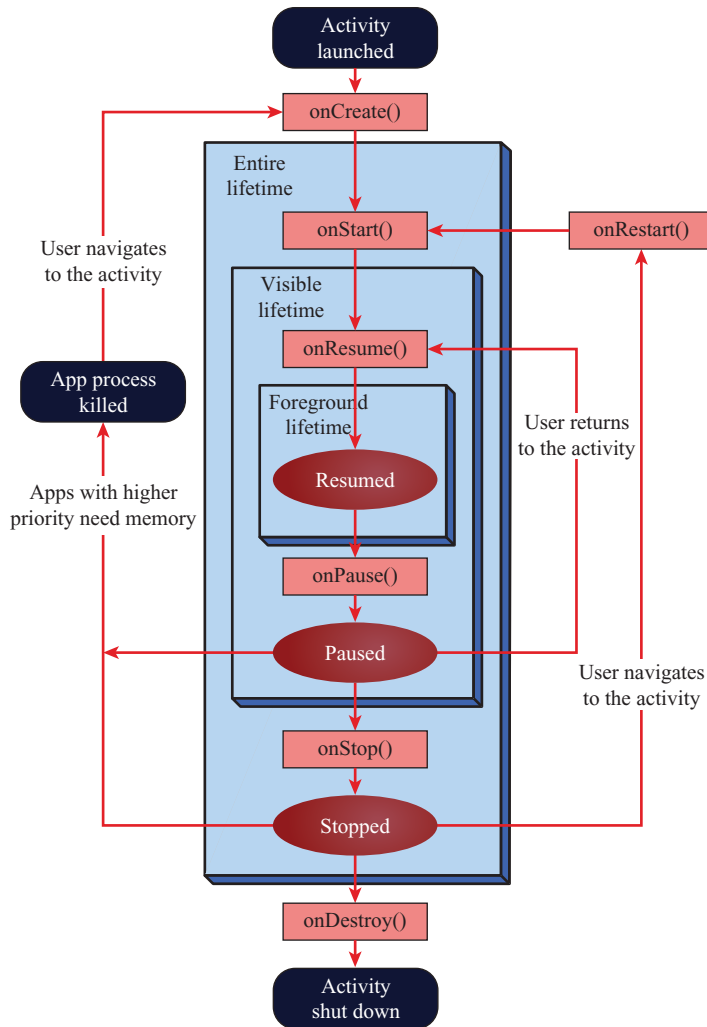 Activity
launched
onCreate()
Entire
lifetime
onStart()
onRestart()
User navigates
to the activity
Visible
lifetime
onResume()
App process
killed
Foreground
lifetime
User returns
to the activity
Resumed
Apps with higher
priority need memory
onPause()
Paused
User navigates
to the activity
onStop()
Stopped
onDestroy()
Activity
shut down